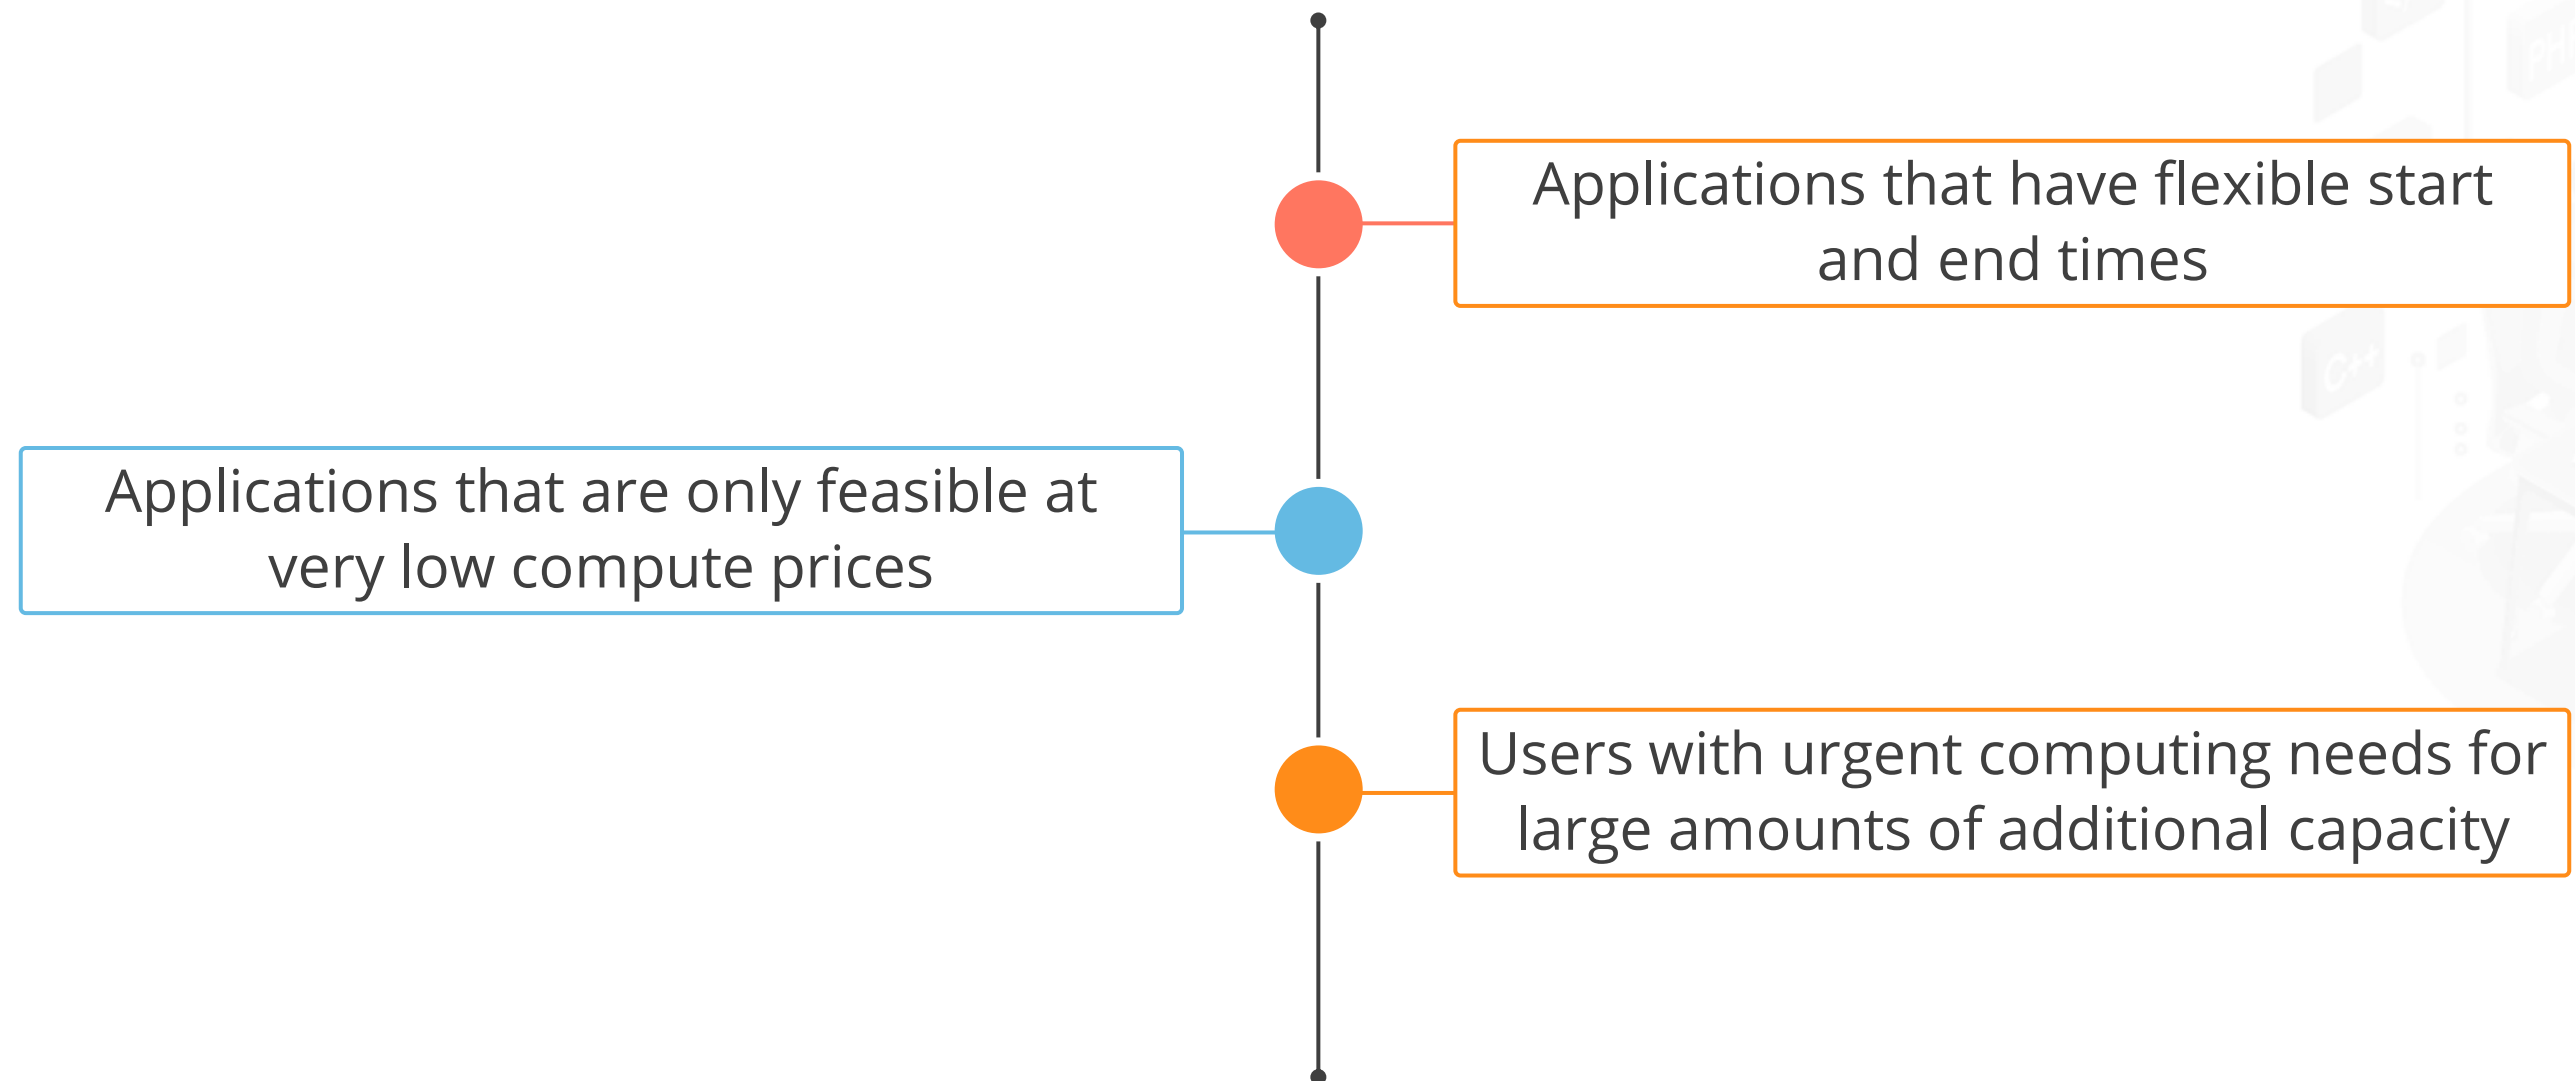 Applications that have flexible start
and end times
C++
Applications that are only feasible at
very low compute prices
Users with urgent computing needs for
large amounts of additional capacity